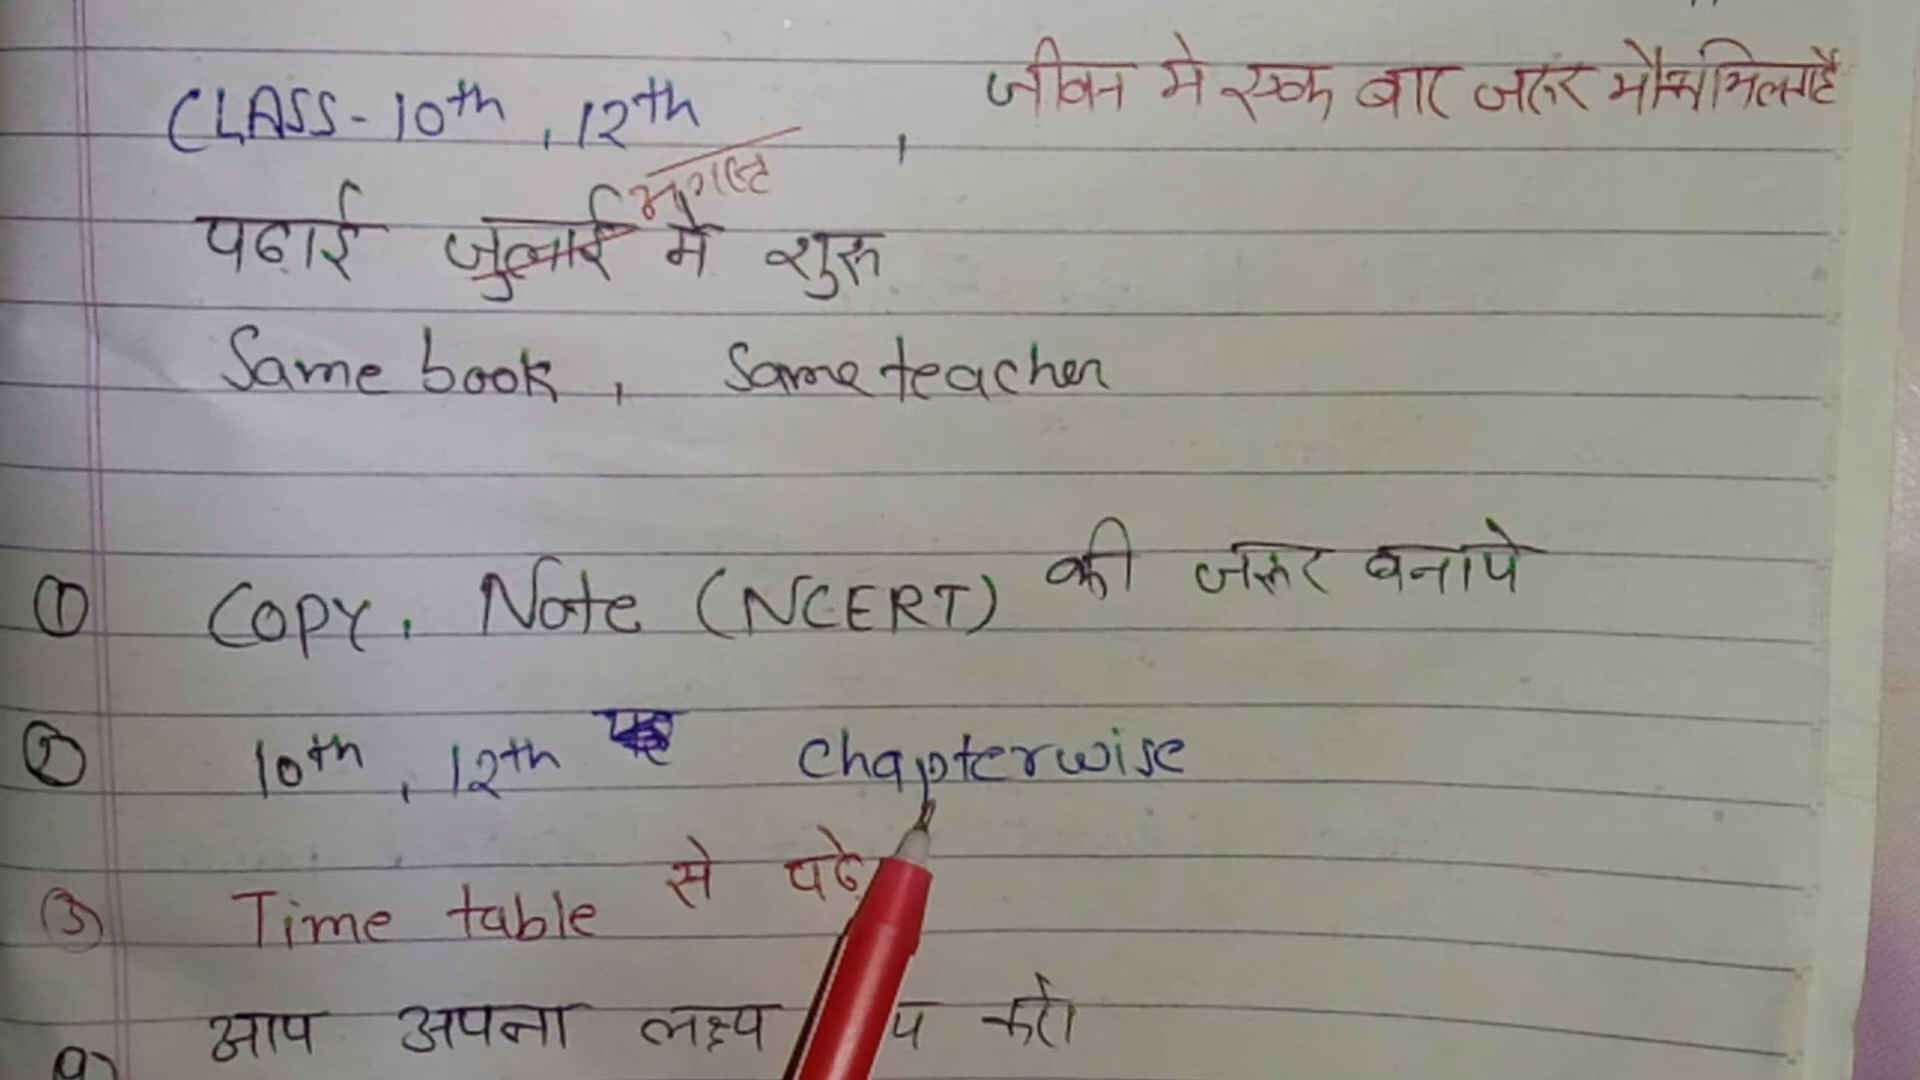 CLASS-10th, 12th , जीवन मे एक बार जरुर मौका मिलता है
अगस्ट
पढाई जुलाई मे शुरू
Same book, Same teacher
① Copy, Note (NCERT) की जरुर बनाये
② 10th, 12th Chapterwise
③ Time table से पढे
आप अपना लक्ष्य करो